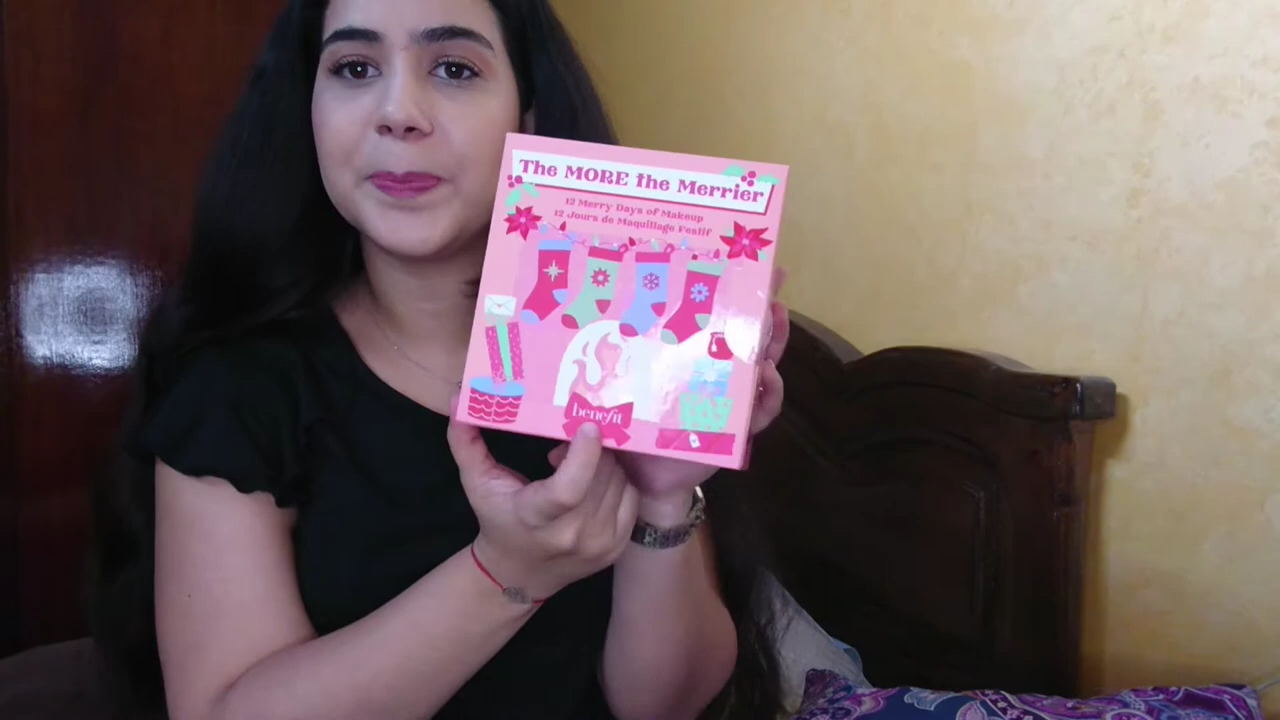 The MORE the Merrier
12 Merry Days of Makeup
12 Jours de Maquillage Festif
benefit